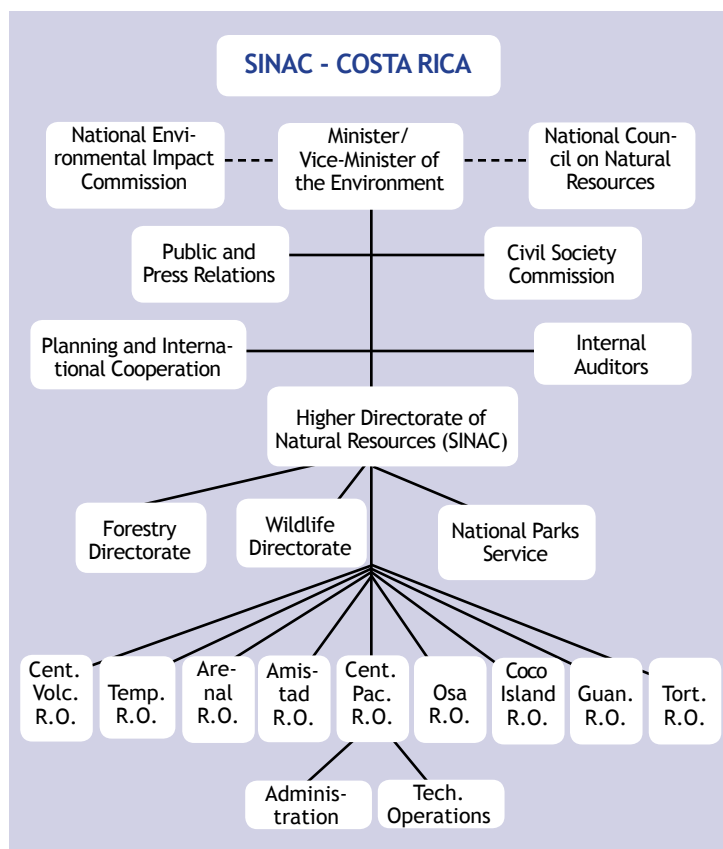 SINAC - COSTA RICA
National Envi-
ronmental Impact
Commission
Minister/
Vice-Minister of
the Environment
National Coun-
cil on Natural
Resources
Public and
Press Relations
Civil Society
Commission
Planning and Interna-
tional Cooperation
Internal
Auditors
Higher Directorate of
Natural Resources (SINAC)
Forestry
Directorate
Wildlife
Directorate
National Parks
Service
Cent.
Volc.
R.O.
Temp.
R.O.
Are-
nal
R.O.
Amis-
tad
R.O.
Cent.
Pac.
R.O.
Osa
R.O.
Coco
Island
R.O.
Guan.
R.O.
Tort.
R.O.
Adminis-
tration
Tech.
Operations